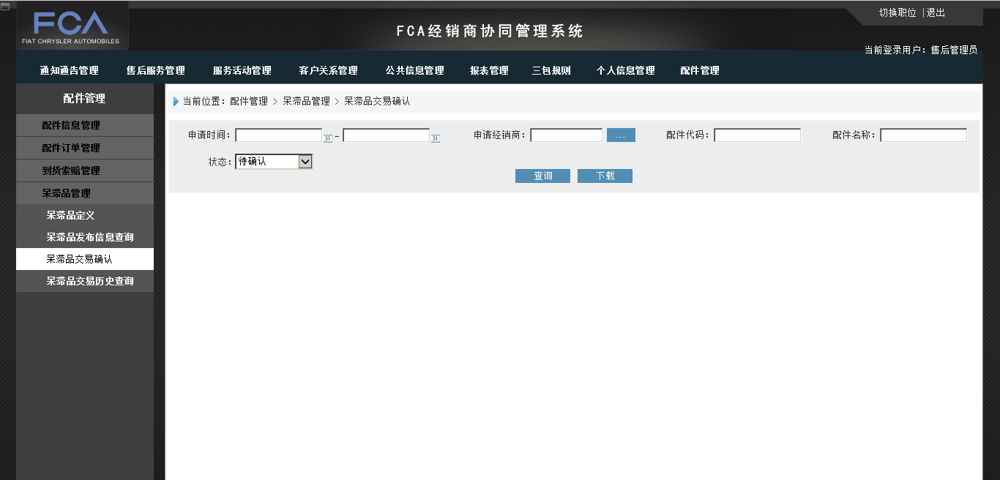 切换职位 | 退出
FCA
FIAT CHRYSLER AUTOMOBILES
FCA经销商协同管理系统
当前登录用户：售后管理员
通知通告管理 售后服务管理 服务活动管理 客户关系管理 公共信息管理 报表管理 三包规则 个人信息管理 配件管理
配件管理
配件信息管理
配件订单管理
到货索赔管理
呆滞品管理
呆滞品定义
呆滞品发布信息查询
呆滞品交易确认
呆滞品交易历史查询
当前位置：配件管理 > 呆滞品管理 > 呆滞品交易确认
申请时间： 31 - 31 申请经销商： ... 配件代码： 配件名称：
状态： 待确认
查询 下载